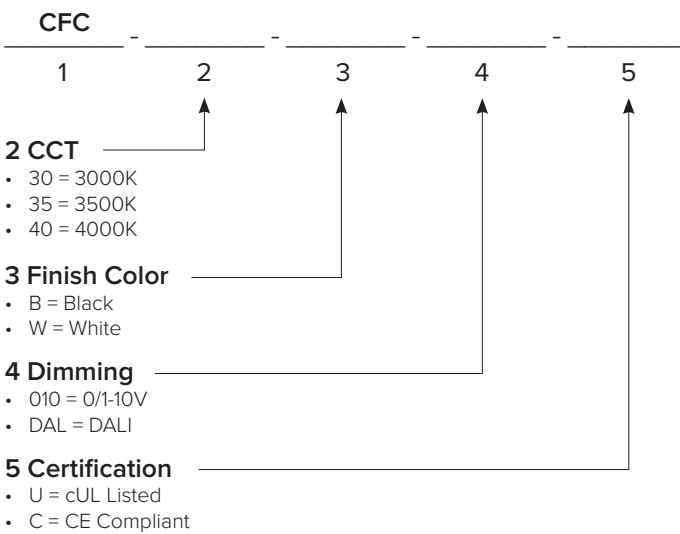 CFC
- - - -
1 2 3 4 5
2 CCT
• 30 = 3000K
• 35 = 3500K
• 40 = 4000K
3 Finish Color
• B = Black
• W = White
4 Dimming
• 010 = 0/1-10V
• DAL = DALI
5 Certification
• U = cUL Listed
• C = CE Compliant